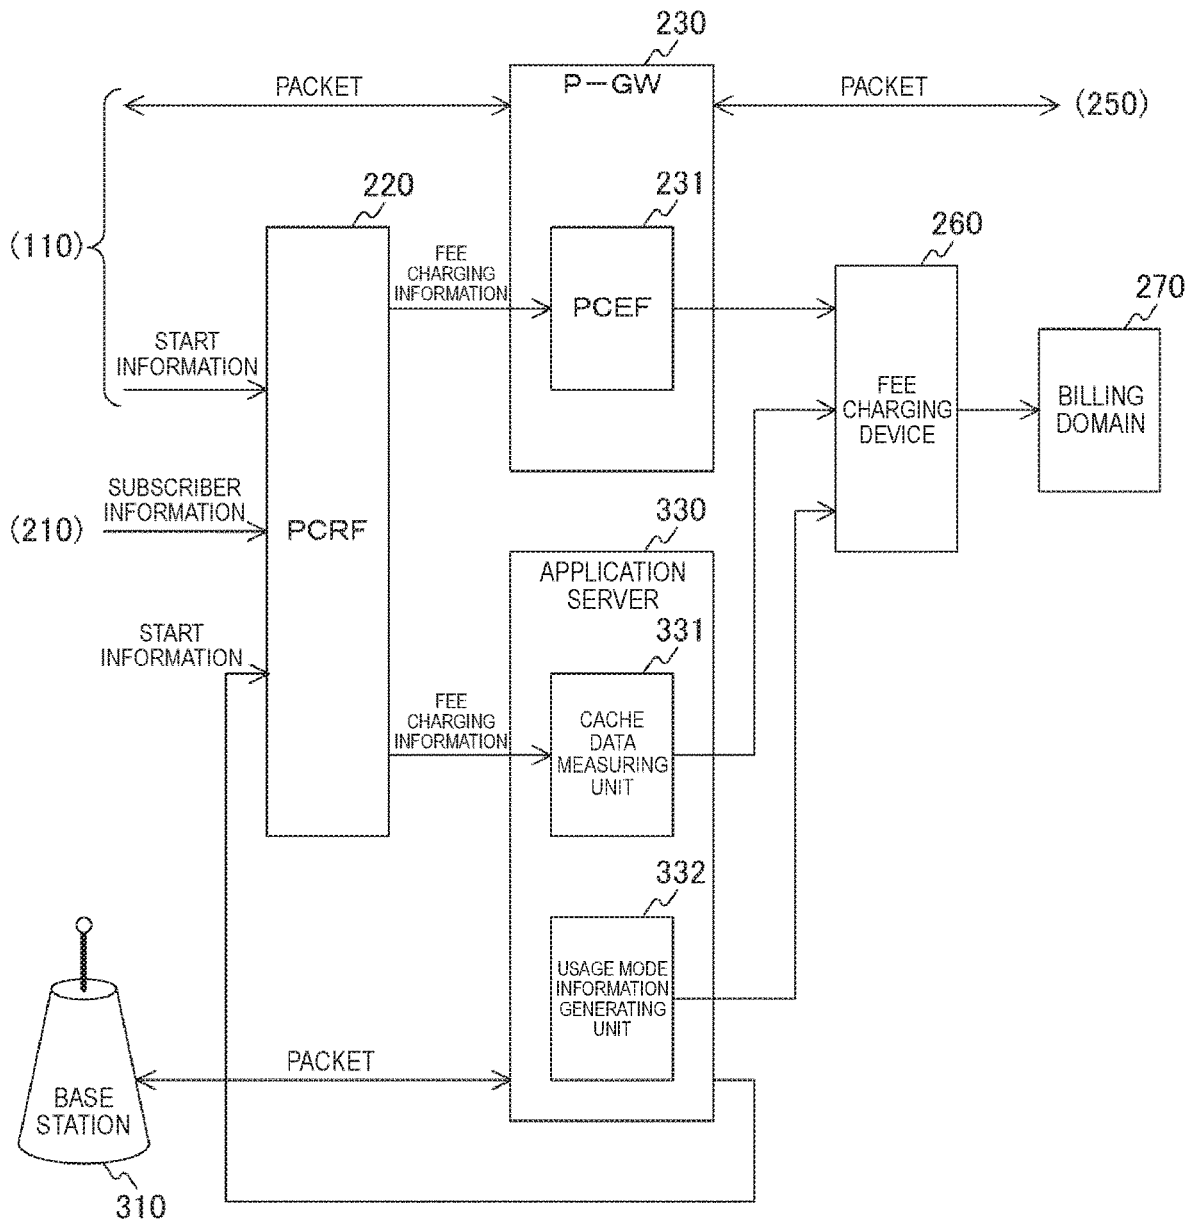 230
PACKET
P-GW
PACKET
(250)
220
231
(110)
FEE
CHARGING
INFORMATION
PCEF
260
270
START
INFORMATION
FEE
CHARGING
DEVICE
BILLING
DOMAIN
SUBSCRIBER
INFORMATION
(210)
PCRF
330
APPLICATION
SERVER
START
INFORMATION
331
FEE
CHARGING
INFORMATION
CACHE
DATA
MEASURING
UNIT
332
USAGE MODE
INFORMATION
GENERATING
UNIT
PACKET
BASE
STATION
310